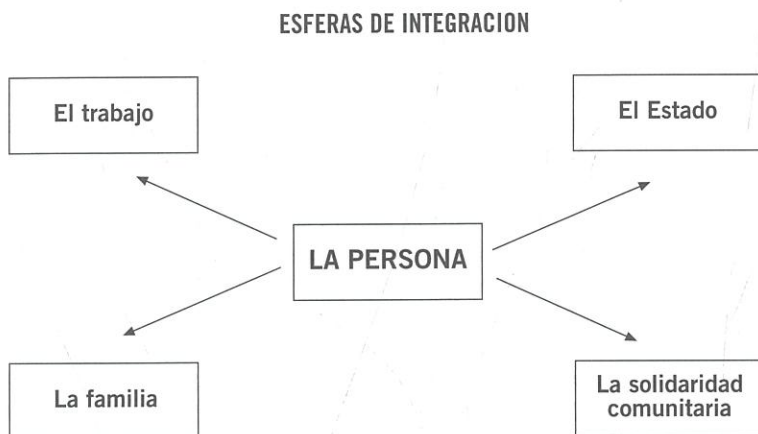 ESFERAS DE INTEGRACION
El trabajo
El Estado
LA PERSONA
La familia
La solidaridad
comunitaria